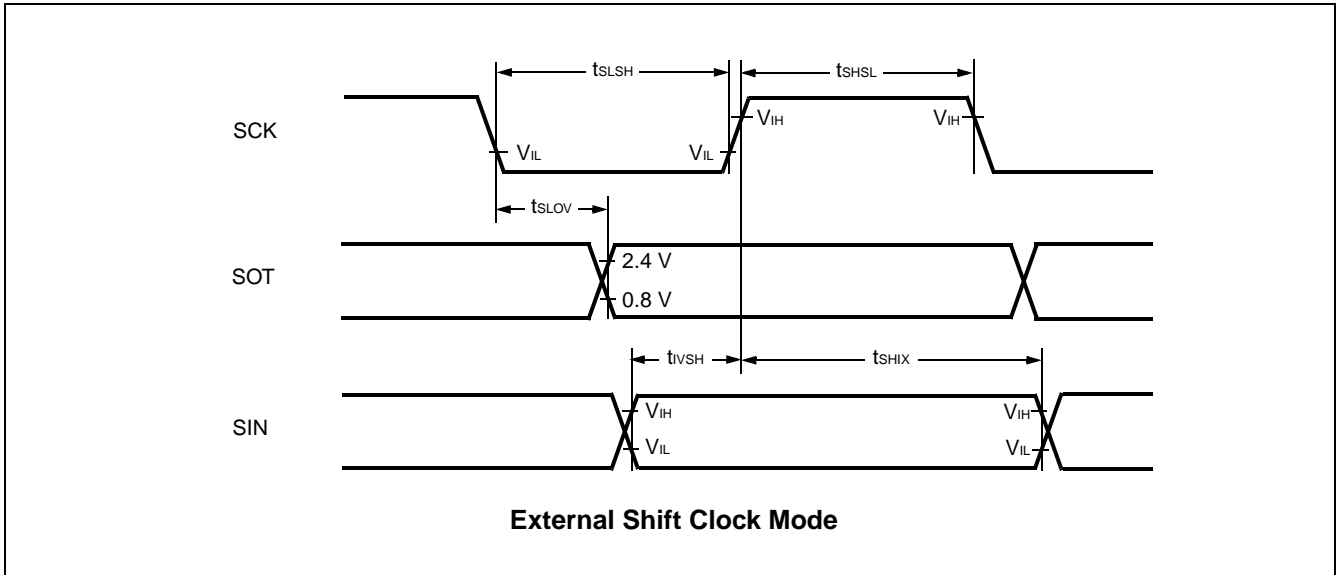 tSLSH
tSHSL
SCK
VIH
VIH
VIL
VIL
tSLOV
SOT
2.4 V
0.8 V
tIVSH
tSHIX
SIN
VIH
VIH
VIL
VIL
External Shift Clock Mode